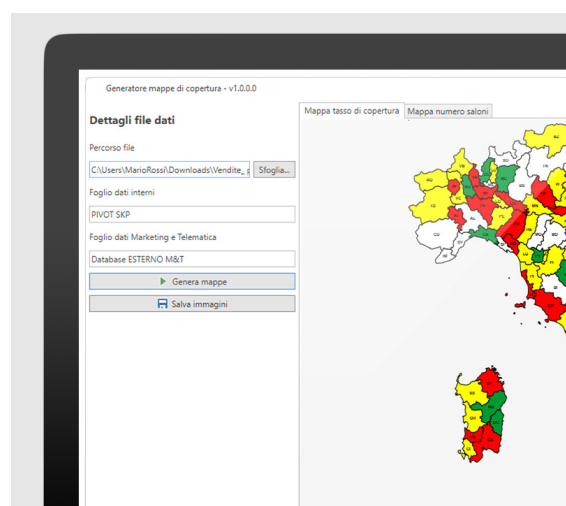 Generatore mappe di copertura - v1.0.0.0
Dettagli file dati
Percorso file
C:\Users\MarioRossi\Downloads\Vendite_ Sfoglia...
Foglio dati interni
PIVOT SKP
Foglio dati Marketing e Telematica
Database ESTERNO M&T
Genera mappe
Salva immagini
Mappa tasso di copertura Mappa numero saloni